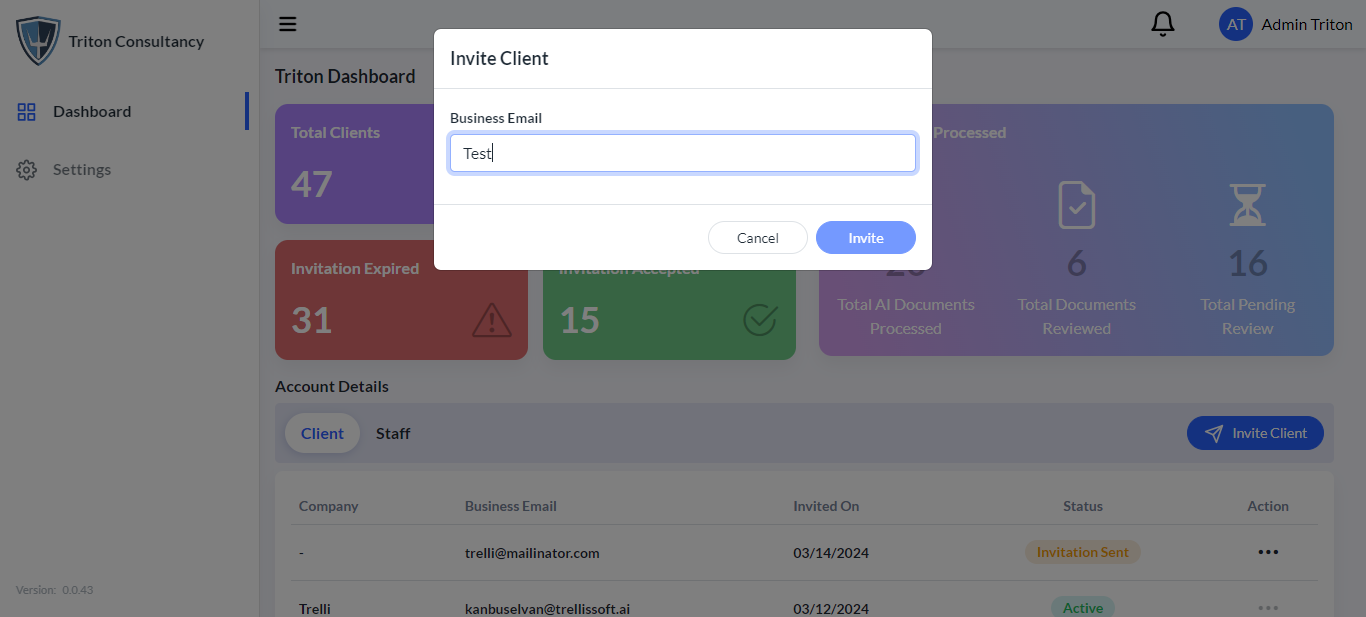 Triton Consultancy
AT
Admin Triton
Invite Client
Triton Dashboard
Dashboard
Settings
Business Email
Test
Total Clients
47
Processed
Cancel
Invite
Invitation Expired
31
Invitation Accepted
15
Total AI Documents
Processed
6
Total Documents
Reviewed
16
Total Pending
Review
Account Details
Client
Staff
Invite Client
Company
Business Email
Invited On
Status
Action
-
trelli@mailinator.com
03/14/2024
Invitation Sent
Trelli
kanbuselvan@trellissoft.ai
03/12/2024
Active
Version: 0.0.43